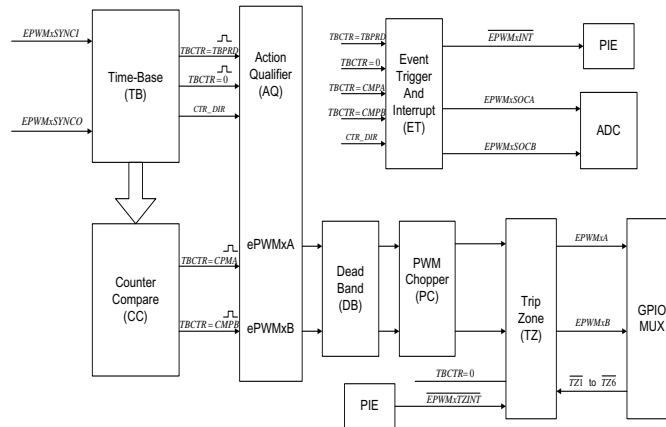 EPWMxSYNCI
EPWMxSYNCO
Time-Base
(TB)
TBCTR=TBPRD
TBCTR=0
CTR_DIR
Action
Qualifier
(AQ)
ePWMxA
ePWMxB
Counter
Compare
(CC)
TBCTR=CPMA
TBCTR=CMPB
TBCTR=TBPRD
TBCTR=0
TBCTR=CMPA
TBCTR=CMPB
CTR_DIR
Event
Trigger
And
Interrupt
(ET)
EPWMxINT
EPWMxSOCA
EPWMxSOCB
PIE
ADC
Dead
Band
(DB)
PWM
Chopper
(PC)
Trip
Zone
(TZ)
EPWMxA
EPWMxB
TZ1 to TZ6
GPIO
MUX
TBCTR=0
PIE
EPWMxTZINT